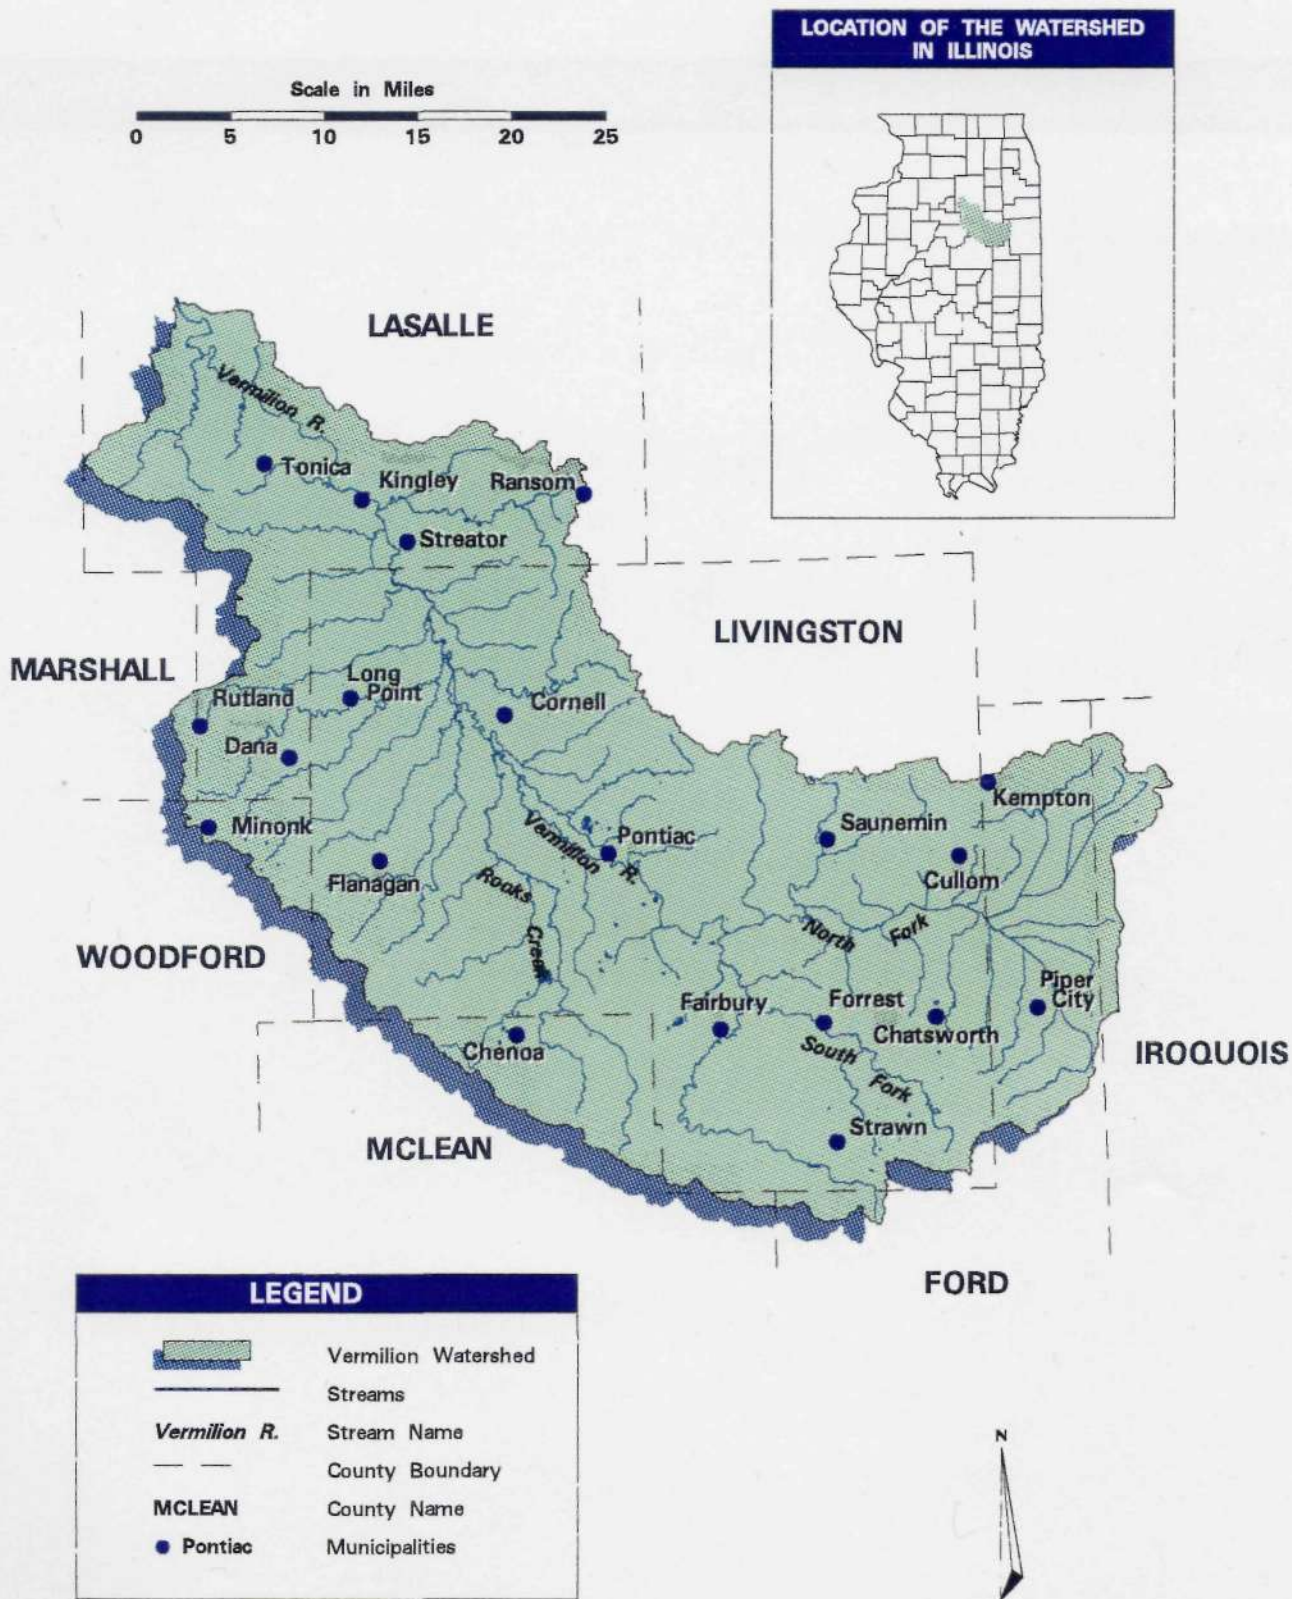 LOCATION OF THE WATERSHED
IN ILLINOIS
Scale in Miles
0 5 10 15 20 25
LASALLE
Vermilion R.
Tonica
Kingley
Ransom
Streator
LIVINGSTON
MARSHALL
Long
Point
Rutland
Cornell
Dana
Kempton
Minonk
Pontiac
Saunemin
Vermilion R.
Flanagan
Cullom
Rooks
Creek
North
Fork
WOODFORD
Piper
City
Fairbury
Forrest
Chatsworth
Chenoa
South
Fork
IROQUOIS
Strawn
MCLEAN
FORD
LEGEND
Vermilion Watershed
Streams
Vermilion R. Stream Name
County Boundary
MCLEAN County Name
Pontiac Municipalities
N